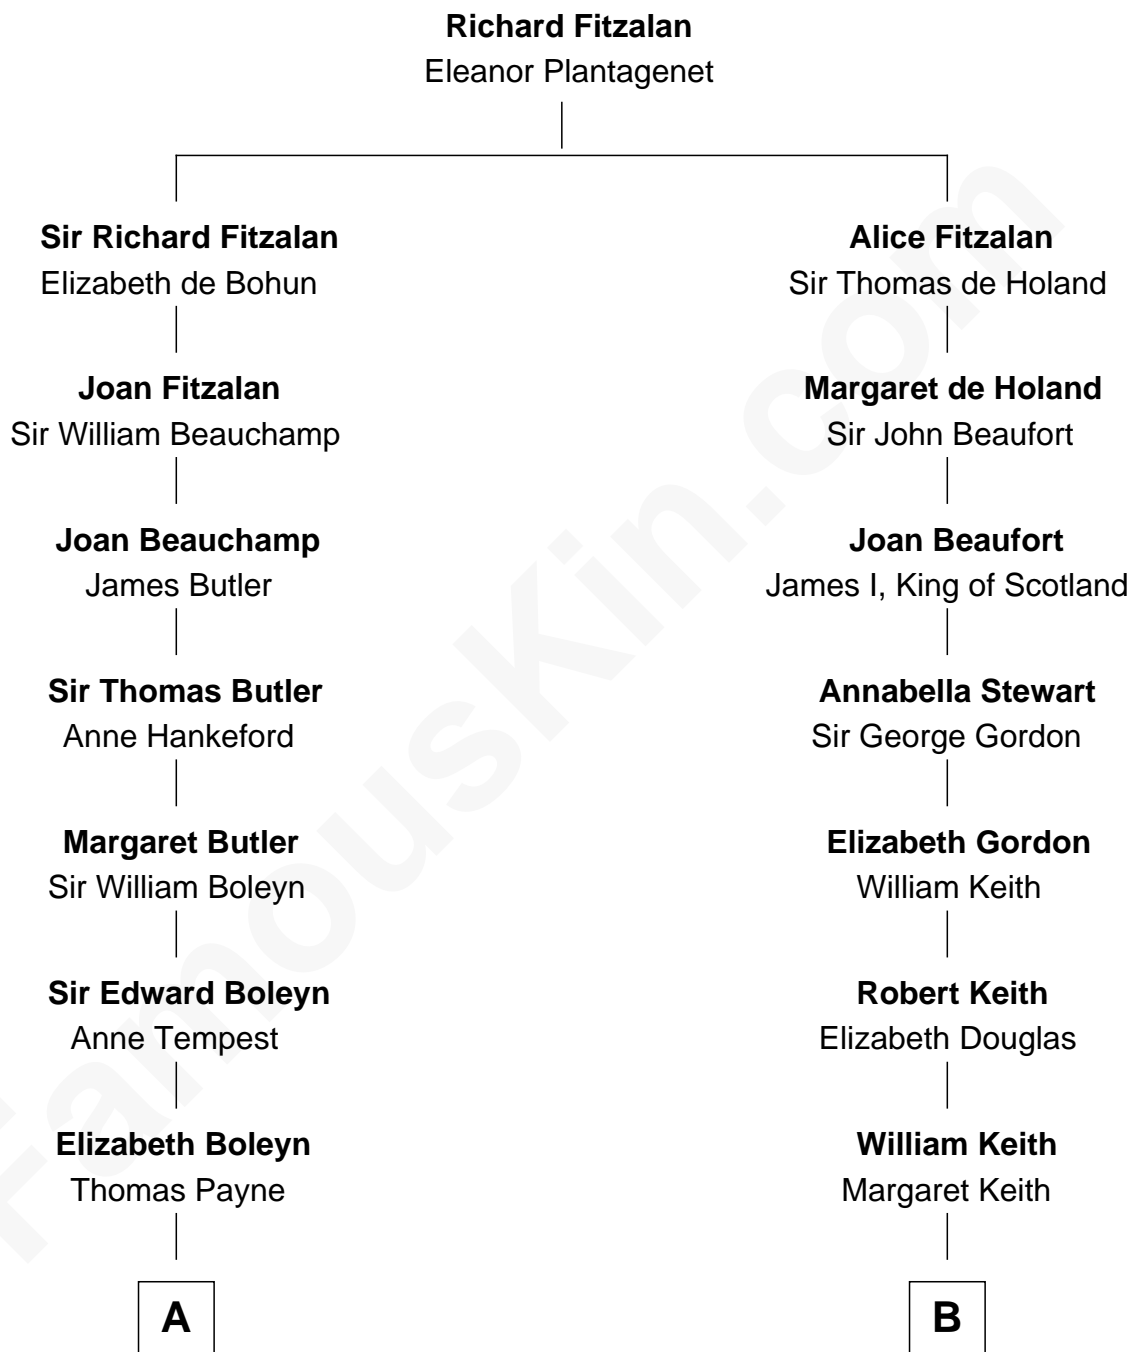 Richard Fitzalan
Eleanor Plantagenet
Sir Richard Fitzalan
Elizabeth de Bohun
Joan Fitzalan
Sir William Beauchamp
Joan Beauchamp
James Butler
Sir Thomas Butler
Anne Hankeford
Margaret Butler
Sir William Boleyn
Sir Edward Boleyn
Anne Tempest
Elizabeth Boleyn
Thomas Payne
A
Alice Fitzalan
Sir Thomas de Holand
Margaret de Holand
Sir John Beaufort
Joan Beaufort
James I, King of Scotland
Annabella Stewart
Sir George Gordon
Elizabeth Gordon
William Keith
Robert Keith
Elizabeth Douglas
William Keith
Margaret Keith
B
FamousKin.com